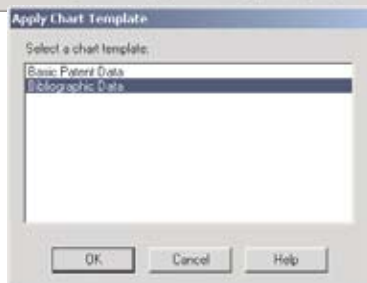 Apply Chart Template
Select a chart template:
Basic Patent Data
Bibliographic Data
OK Cancel Help